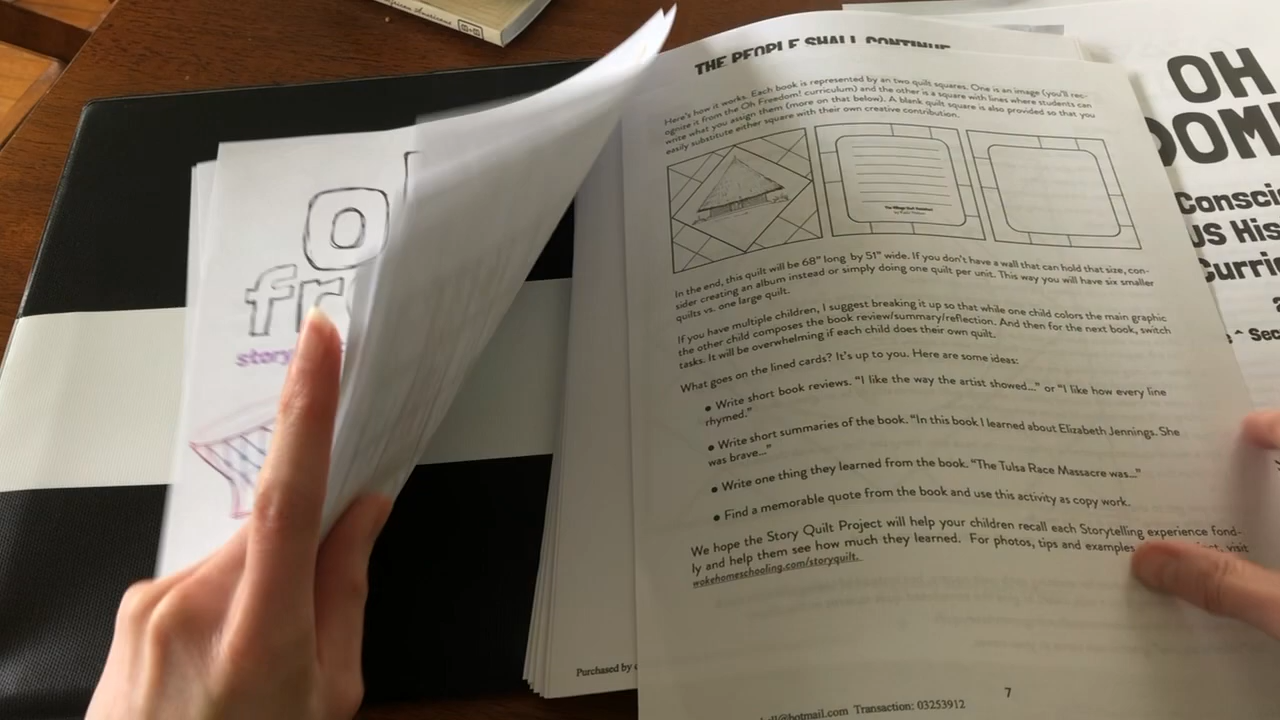 African Americans
o
fr
story
THE PEOPLE SHALL CONTINUE
Here's how it works. Each book is represented by an two quilt squares. One is an image (you'll rec-
ognize it from the Oh Freedom! curriculum) and the other is a square with lines where students can
write what you assign them (more on that below). A blank quilt square is also provided so that you
easily substitute either square with their own creative contribution.
In the end, this quilt will be 68" long by 51" wide. If you don't have a wall that can hold that size, con-
sider creating an album instead or simply doing one quilt per unit. This way you will have six smaller
quilts vs. one large quilt.
If you have multiple children, I suggest breaking it up so that while one child colors the main graphic
the other child composes the book review/summary/reflection. And then for the next book, switch
tasks. It will be overwhelming if each child does their own quilt.
What goes on the lined cards? It's up to you. Here are some ideas:
• Write short book reviews. "I like the way the artist showed..." or "I like how every line
rhymed."
• Write short summaries of the book. "In this book I learned about Elizabeth Jennings. She
was brave..."
• Write one thing they learned from the book. "The Tulsa Race Massacre was..."
• Find a memorable quote from the book and use this activity as copy work.
We hope the Story Quilt Project will help your children recall each Storytelling experience fond-
ly and help them see how much they learned. For photos, tips and examples visit
wokehomeschooling.com/storyquilt.
Purchased by
@hotmail.com Transaction: 03253912
7
OH
DOM
Consci
US His
Curric
Sec